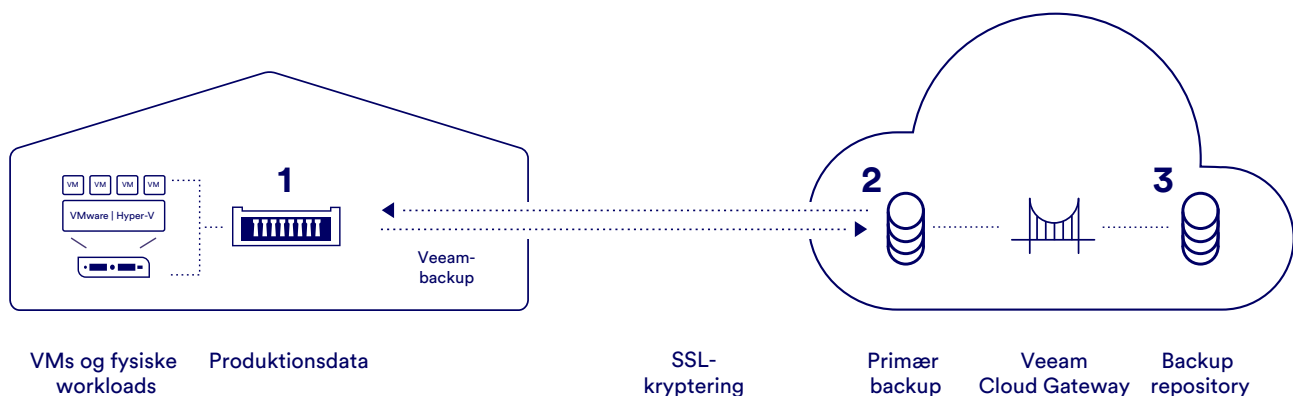 1
2
3
VM VM VM VM
VMware | Hyper-V
Veeam-
backup
VMs og fysiske
workloads
Produktionsdata
SSL-
kryptering
Primær
backup
Veeam
Cloud Gateway
Backup
repository